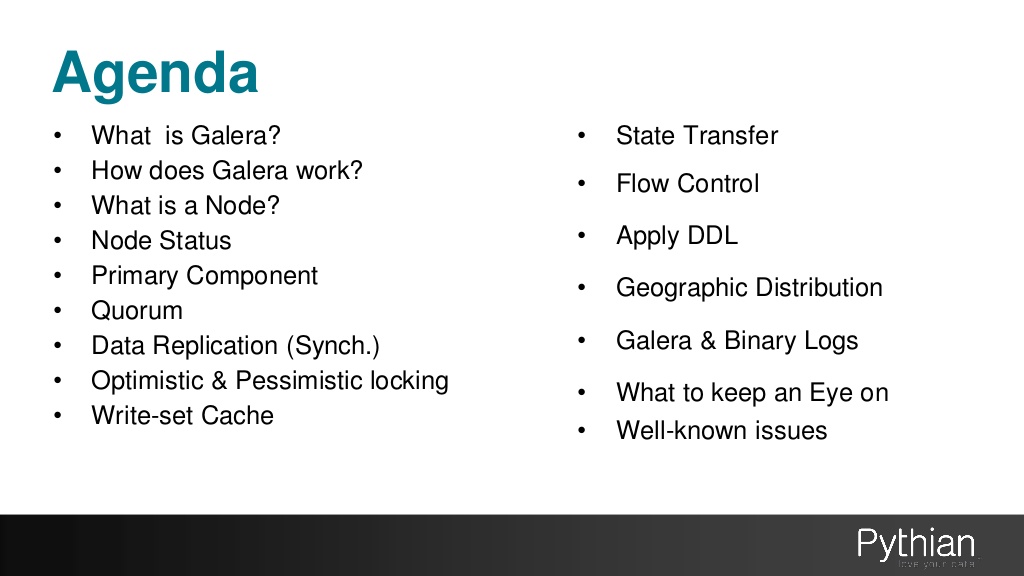 Agenda
• What  is Galera?
• How does Galera work?
• What is a Node?
• Node Status
• Primary Component
• Quorum
• Data Replication (Synch.)
• Optimistic & Pessimistic locking
• Write-set Cache
• State Transfer
• Flow Control
• Apply DDL
• Geographic Distribution
• Galera & Binary Logs
• What to keep an Eye on
• Well-known issues
Pythian
love your data